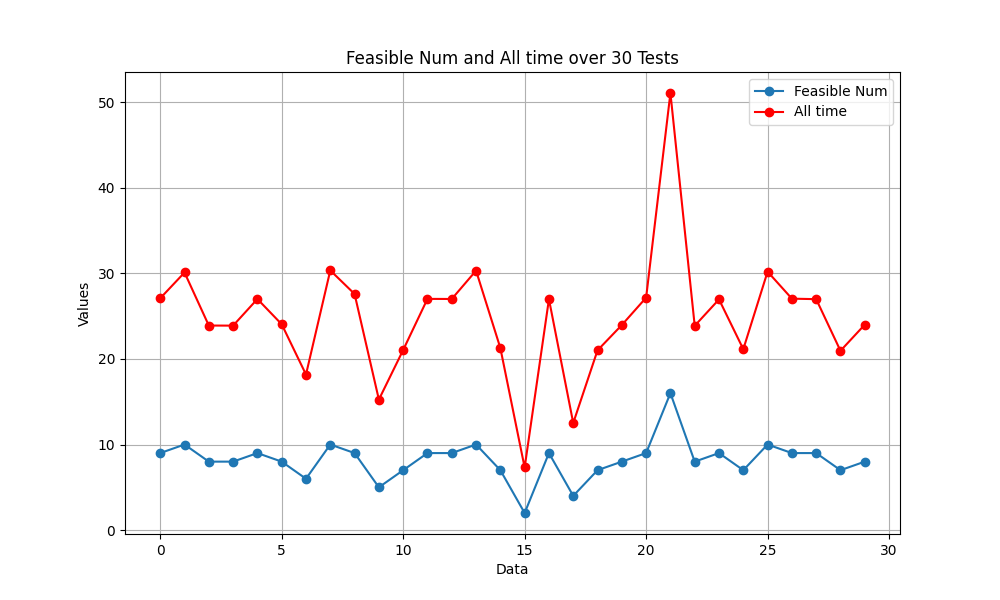 Feasible Num and All time over 30 Tests
Feasible Num
All time
Values
50
40
30
20
10
0
0 5 10 15 20 25 30
Data